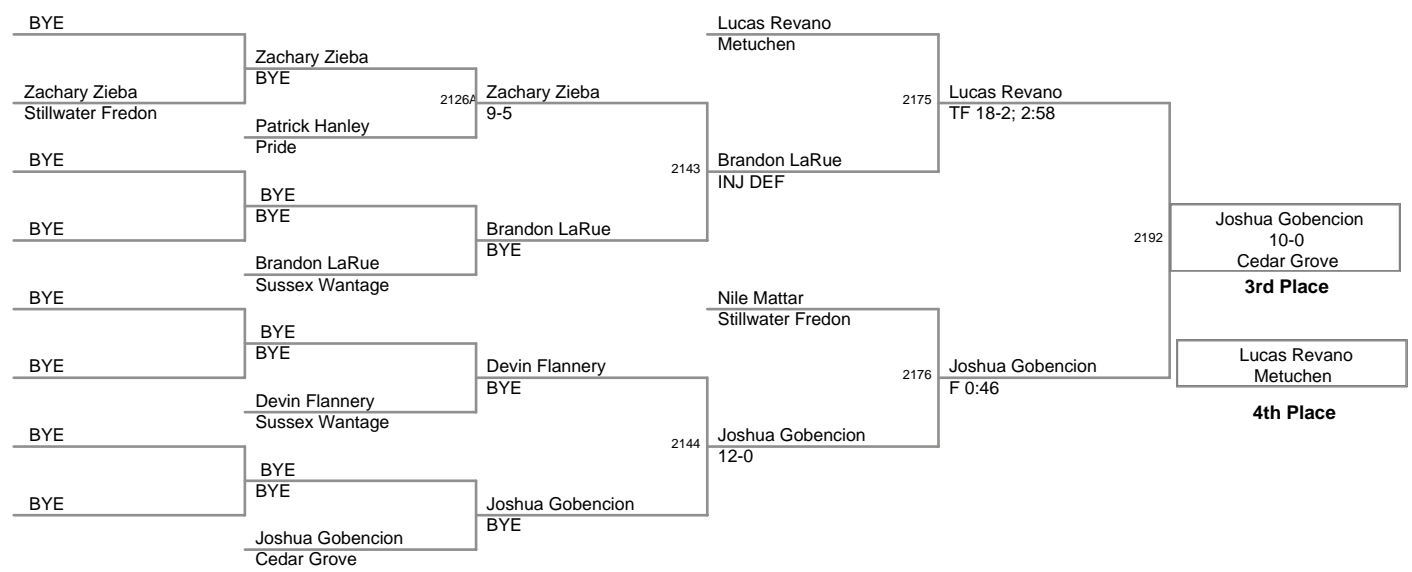 BYE
Zachary Zieba
Stillwater Fredon
BYE
BYE
BYE
BYE
BYE
BYE
Zachary Zieba
BYE
Patrick Hanley
Pride
BYE
BYE
Brandon LaRue
Sussex Wantage
BYE
BYE
Devin Flannery
Sussex Wantage
BYE
BYE
Joshua Gobencion
Cedar Grove
2126A
Zachary Zieba
9-5
Brandon LaRue
BYE
Devin Flannery
BYE
Joshua Gobencion
BYE
2143
2144
Lucas Revano
Metuchen
Brandon LaRue
INJ DEF
Nile Mattar
Stillwater Fredon
Joshua Gobencion
12-0
2175
2176
Lucas Revano
TF 18-2; 2:58
Joshua Gobencion
F 0:46
2192
Joshua Gobencion
10-0
Cedar Grove
3rd Place
Lucas Revano
Metuchen
4th Place